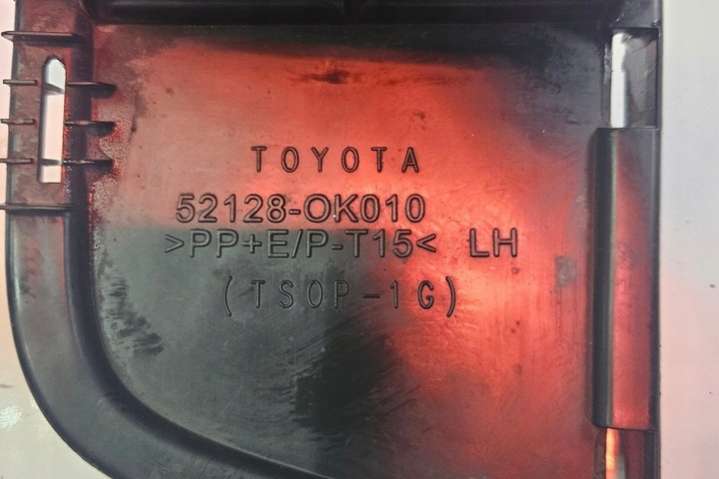 TOYOTA
52128-OK010
>PP+E/P-T15< LH
(TSOP-1G)